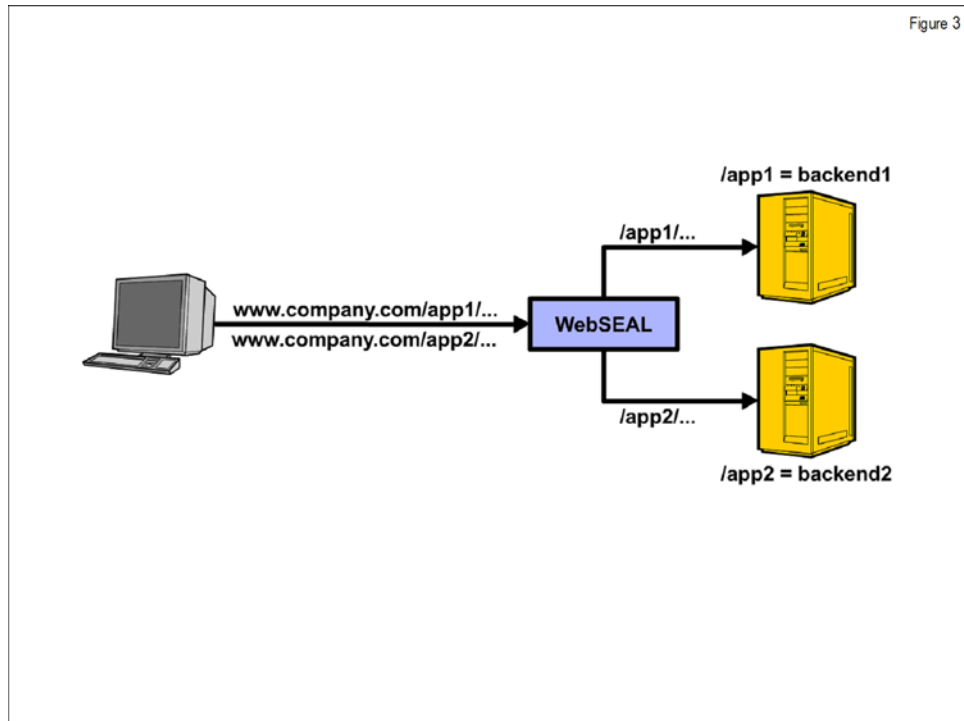 Figure 3
/app1 = backend1
/app1/...
www.company.com/app1/...
www.company.com/app2/...
WebSEAL
/app2/...
/app2 = backend2